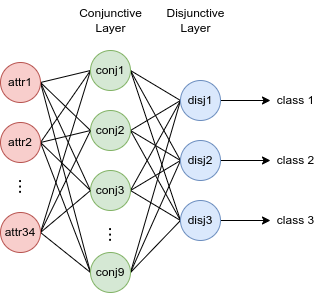 Conjunctive
Layer
Disjunctive
Layer
attr1
attr2
⋮
attr34
conj1
conj2
conj3
⋮
conj9
disj1
disj2
disj3
class 1
class 2
class 3